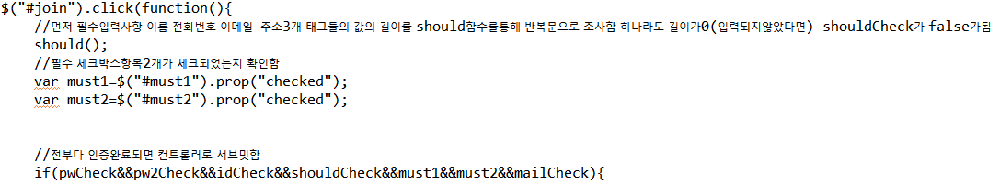 $("#join").click(function(){
//먼저 필수입력사항 이름 전화번호 이메일 주소3개 태그들의 값의 길이를 should함수를통해 반복문으로 조사함 하나라도 길이가0(입력되지않았다면) shouldCheck가 false가됨
should();
//필수 체크박스항목2개가 체크되었는지 확인함
var must1=$("#must1").prop("checked");
var must2=$("#must2").prop("checked");
//전부다 인증완료되면 컨트롤러로 서브밋함
if(pwCheck&&pw2Check&&idCheck&&shouldCheck&&must1&&must2&&mailCheck){